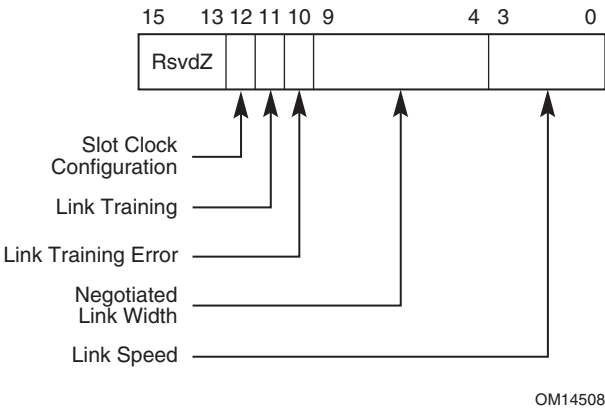 15 13 12 11 10 9 4 3 0
RsvdZ
Slot Clock
Configuration
Link Training
Link Training Error
Negotiated
Link Width
Link Speed
OM14508